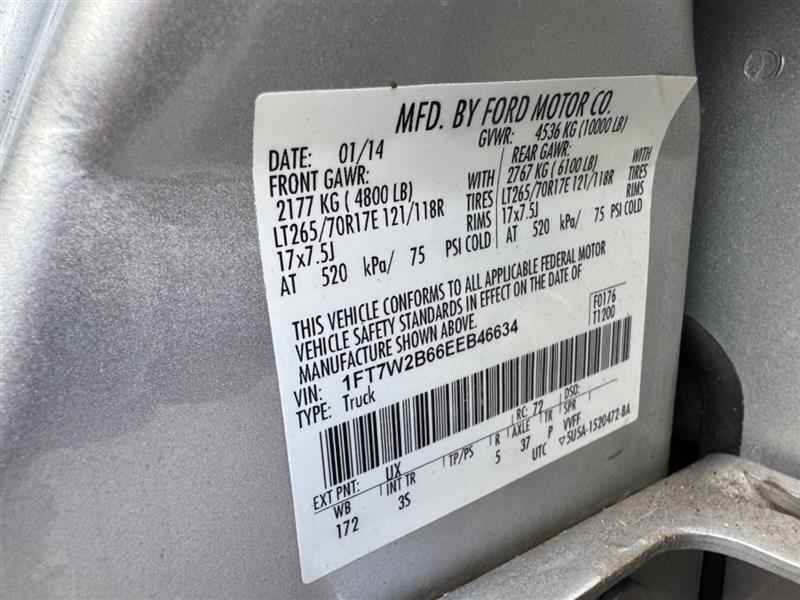 MFD. BY FORD MOTOR CO.
DATE: 01/14 GVWR: 4536 KG (10000 LB)
FRONT GAWR: REAR GAWR:
2177 KG ( 4800 LB) WITH 2767 KG ( 6100 LB) WITH
LT265/70R17E 121/118R TIRES LT265/70R17E 121/118R TIRES
17x7.5J RIMS 17x7.5J RIMS
AT 520 kPa/ 75 PSI COLD AT 520 kPa/ 75 PSI COLD
THIS VEHICLE CONFORMS TO ALL APPLICABLE FEDERAL MOTOR
VEHICLE SAFETY STANDARDS IN EFFECT ON THE DATE OF
MANUFACTURE SHOWN ABOVE.
F0176
T1200
VIN: 1FT7W2B66EEB46634
TYPE: Truck
EXT PNT: UX RC: 72 DSO:
WB INT TR TP/PS R AXLE TR SPR
172 3S 5 37 P VVFF
UTC ▽5U5A-1520472-BA